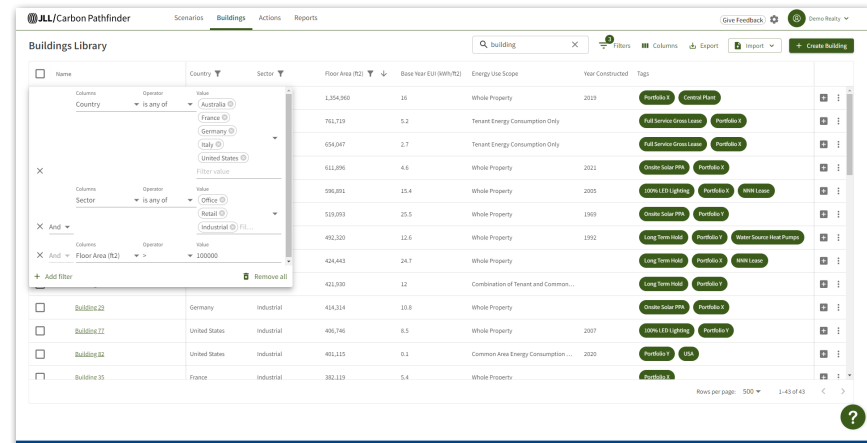 JLL/Carbon Pathfinder
Scenarios Buildings Actions Reports
Give Feedback
R Demo Realty
Buildings Library
building
3 Filters
Columns
Export
Import
+ Create Building
Name Country Sector Floor Area (ft2) Base Year EUI (kWh/ft2) Energy Use Scope Year Constructed Tags
Columns Operator Value
Country is any of Australia
France
Germany
Italy
United States
Filter value
Columns Operator Value
Sector is any of Office
Retail
And Industrial Fil...
Columns Operator Value
And Floor Area (ft2) > 100000
+ Add filter Remove all
1,354,960 16 Whole Property 2019 Portfolio X Central Plant
761,719 5.2 Tenant Energy Consumption Only Full Service Gross Lease Portfolio X
654,047 2.7 Tenant Energy Consumption Only Full Service Gross Lease Portfolio X
611,896 4.6 Whole Property 2021 Onsite Solar PPA Portfolio X
596,891 15.4 Whole Property 2005 100% LED Lighting Portfolio X NNN Lease
519,093 25.5 Whole Property 1969 Onsite Solar PPA Portfolio Y
492,320 12.6 Whole Property 1992 Long Term Hold Portfolio Y Water Source Heat Pumps
424,443 24.7 Whole Property Long Term Hold Portfolio X NNN Lease
421,930 12 Combination of Tenant and Common... Long Term Hold Portfolio Y
Building 29 Germany Industrial 414,314 10.8 Whole Property Onsite Solar PPA Portfolio X
Building 77 United States Industrial 406,746 8.5 Whole Property 2007 100% LED Lighting Portfolio Y
Building 82 United States Industrial 401,115 0.1 Common Area Energy Consumption ... 2020 Portfolio Y USA
Building 35 France Industrial 382,119 5.4 Whole Property Portfolio X
Rows per page: 500 1–43 of 43
?